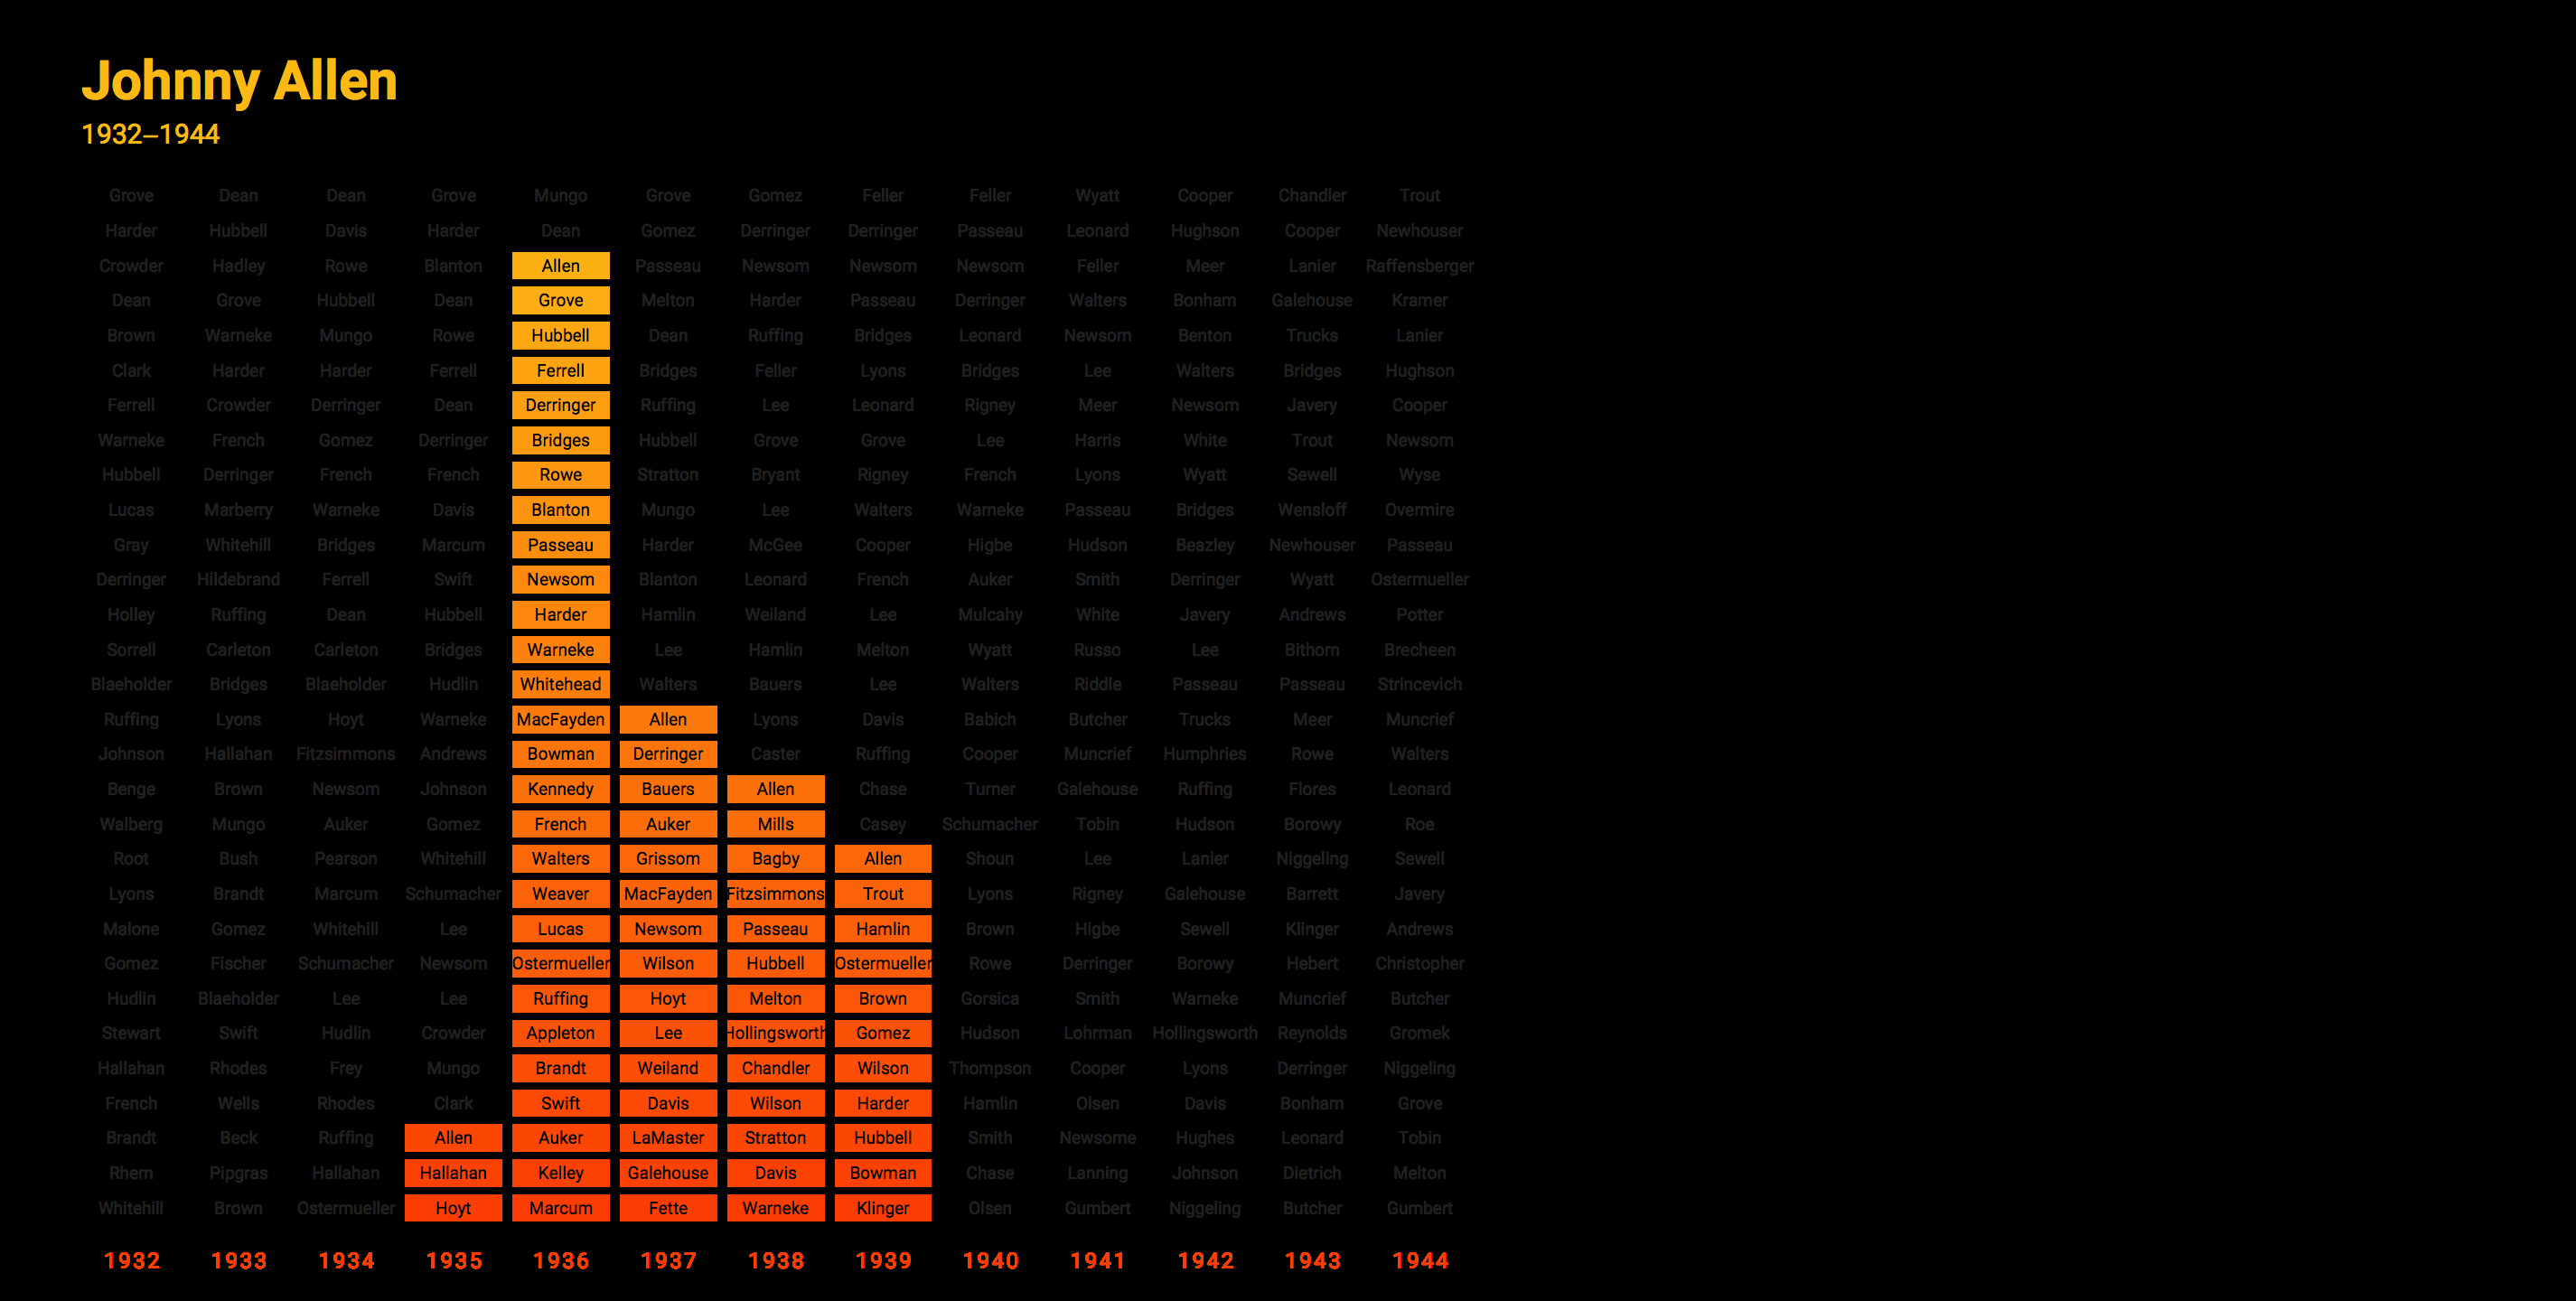 Johnny Allen
1932–1944
Grove Dean Dean Grove Mungo Grove Gomez Feller Feller Wyatt Cooper Chandler Trout
Harder Hubbell Davis Harder Dean Gomez Derringer Derringer Passeau Leonard Hughson Cooper Newhouser
Crowder Hadley Rowe Blanton Allen Passeau Newsom Newsom Newsom Feller Meer Lanier Raffensberger
Dean Grove Hubbell Dean Grove Melton Harder Passeau Derringer Walters Bonham Galehouse Kramer
Brown Warneke Mungo Rowe Hubbell Dean Ruffing Bridges Leonard Newsom Benton Trucks Lanier
Clark Harder Harder Ferrell Ferrell Bridges Feller Lyons Bridges Lee Walters Bridges Hughson
Ferrell Crowder Derringer Dean Derringer Ruffing Lee Leonard Rigney Meer Newsom Javery Cooper
Warneke French Gomez Derringer Bridges Hubbell Grove Grove Lee Harris White Trout Newsom
Hubbell Derringer French French Rowe Stratton Bryant Rigney French Lyons Wyatt Sewell Wyse
Lucas Marberry Warneke Davis Blanton Mungo Lee Walters Warneke Passeau Bridges Wensloff Overmire
Gray Whitehill Bridges Marcum Passeau Harder McGee Cooper Higbe Hudson Beazley Newhouser Passeau
Derringer Hildebrand Ferrell Swift Newsom Blanton Leonard French Auker Smith Derringer Wyatt Ostermueller
Holley Ruffing Dean Hubbell Harder Hamlin Weiland Lee Mulcahy White Javery Andrews Potter
Sorrell Carleton Carleton Bridges Warneke Lee Hamlin Melton Wyatt Russo Lee Bithorn Brecheen
Blaeholder Bridges Blaeholder Hudlin Whitehead Walters Bauers Lee Walters Riddle Passeau Passeau Strincevich
Ruffing Lyons Hoyt Warneke MacFayden Allen Lyons Davis Babich Butcher Trucks Meer Muncrief
Johnson Hallahan Fitzsimmons Andrews Bowman Derringer Caster Ruffing Cooper Muncrief Humphries Rowe Walters
Benge Brown Newsom Johnson Kennedy Bauers Allen Chase Turner Galehouse Ruffing Flores Leonard
Walberg Mungo Auker Gomez French Auker Mills Casey Schumacher Tobin Hudson Borowy Roe
Root Bush Pearson Whitehill Walters Grissom Bagby Allen Shoun Lee Lanier Niggeling Sewell
Lyons Brandt Marcum Schumacher Weaver MacFayden Fitzsimmons Trout Lyons Rigney Galehouse Barrett Javery
Malone Gomez Whitehill Lee Lucas Newsom Passeau Hamlin Brown Higbe Sewell Klinger Andrews
Gomez Fischer Schumacher Newsom Ostermueller Wilson Hubbell Ostermueller Rowe Derringer Borowy Hebert Christopher
Hudlin Blaeholder Lee Lee Ruffing Hoyt Melton Brown Gorsica Smith Warneke Muncrief Butcher
Stewart Swift Hudlin Crowder Appleton Lee Hollingsworth Gomez Hudson Lohrman Hollingsworth Reynolds Gromek
Hallahan Rhodes Frey Mungo Brandt Weiland Chandler Wilson Thompson Cooper Lyons Derringer Niggeling
French Wells Rhodes Clark Swift Davis Wilson Harder Hamlin Olsen Davis Bonham Grove
Brandt Beck Ruffing Allen Auker LaMaster Stratton Hubbell Smith Newsome Hughes Leonard Tobin
Rhem Pipgras Hallahan Hallahan Kelley Galehouse Davis Bowman Chase Lanning Johnson Dietrich Melton
Whitehill Brown Ostermueller Hoyt Marcum Fette Warneke Klinger Olsen Gumbert Niggeling Butcher Gumbert
1932 1933 1934 1935 1936 1937 1938 1939 1940 1941 1942 1943 1944